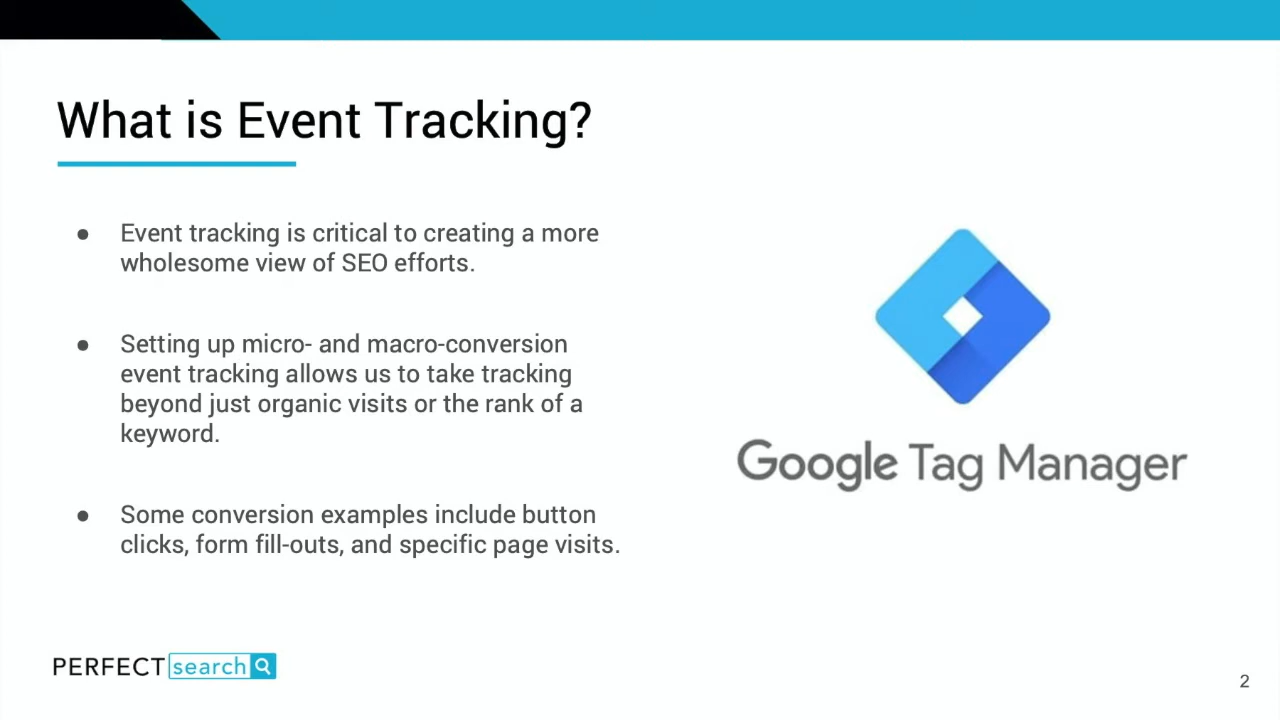 What is Event Tracking?
● Event tracking is critical to creating a more
wholesome view of SEO efforts.
● Setting up micro- and macro-conversion
event tracking allows us to take tracking
beyond just organic visits or the rank of a
keyword.
● Some conversion examples include button
clicks, form fill-outs, and specific page visits.
Google Tag Manager
PERFECT search
2